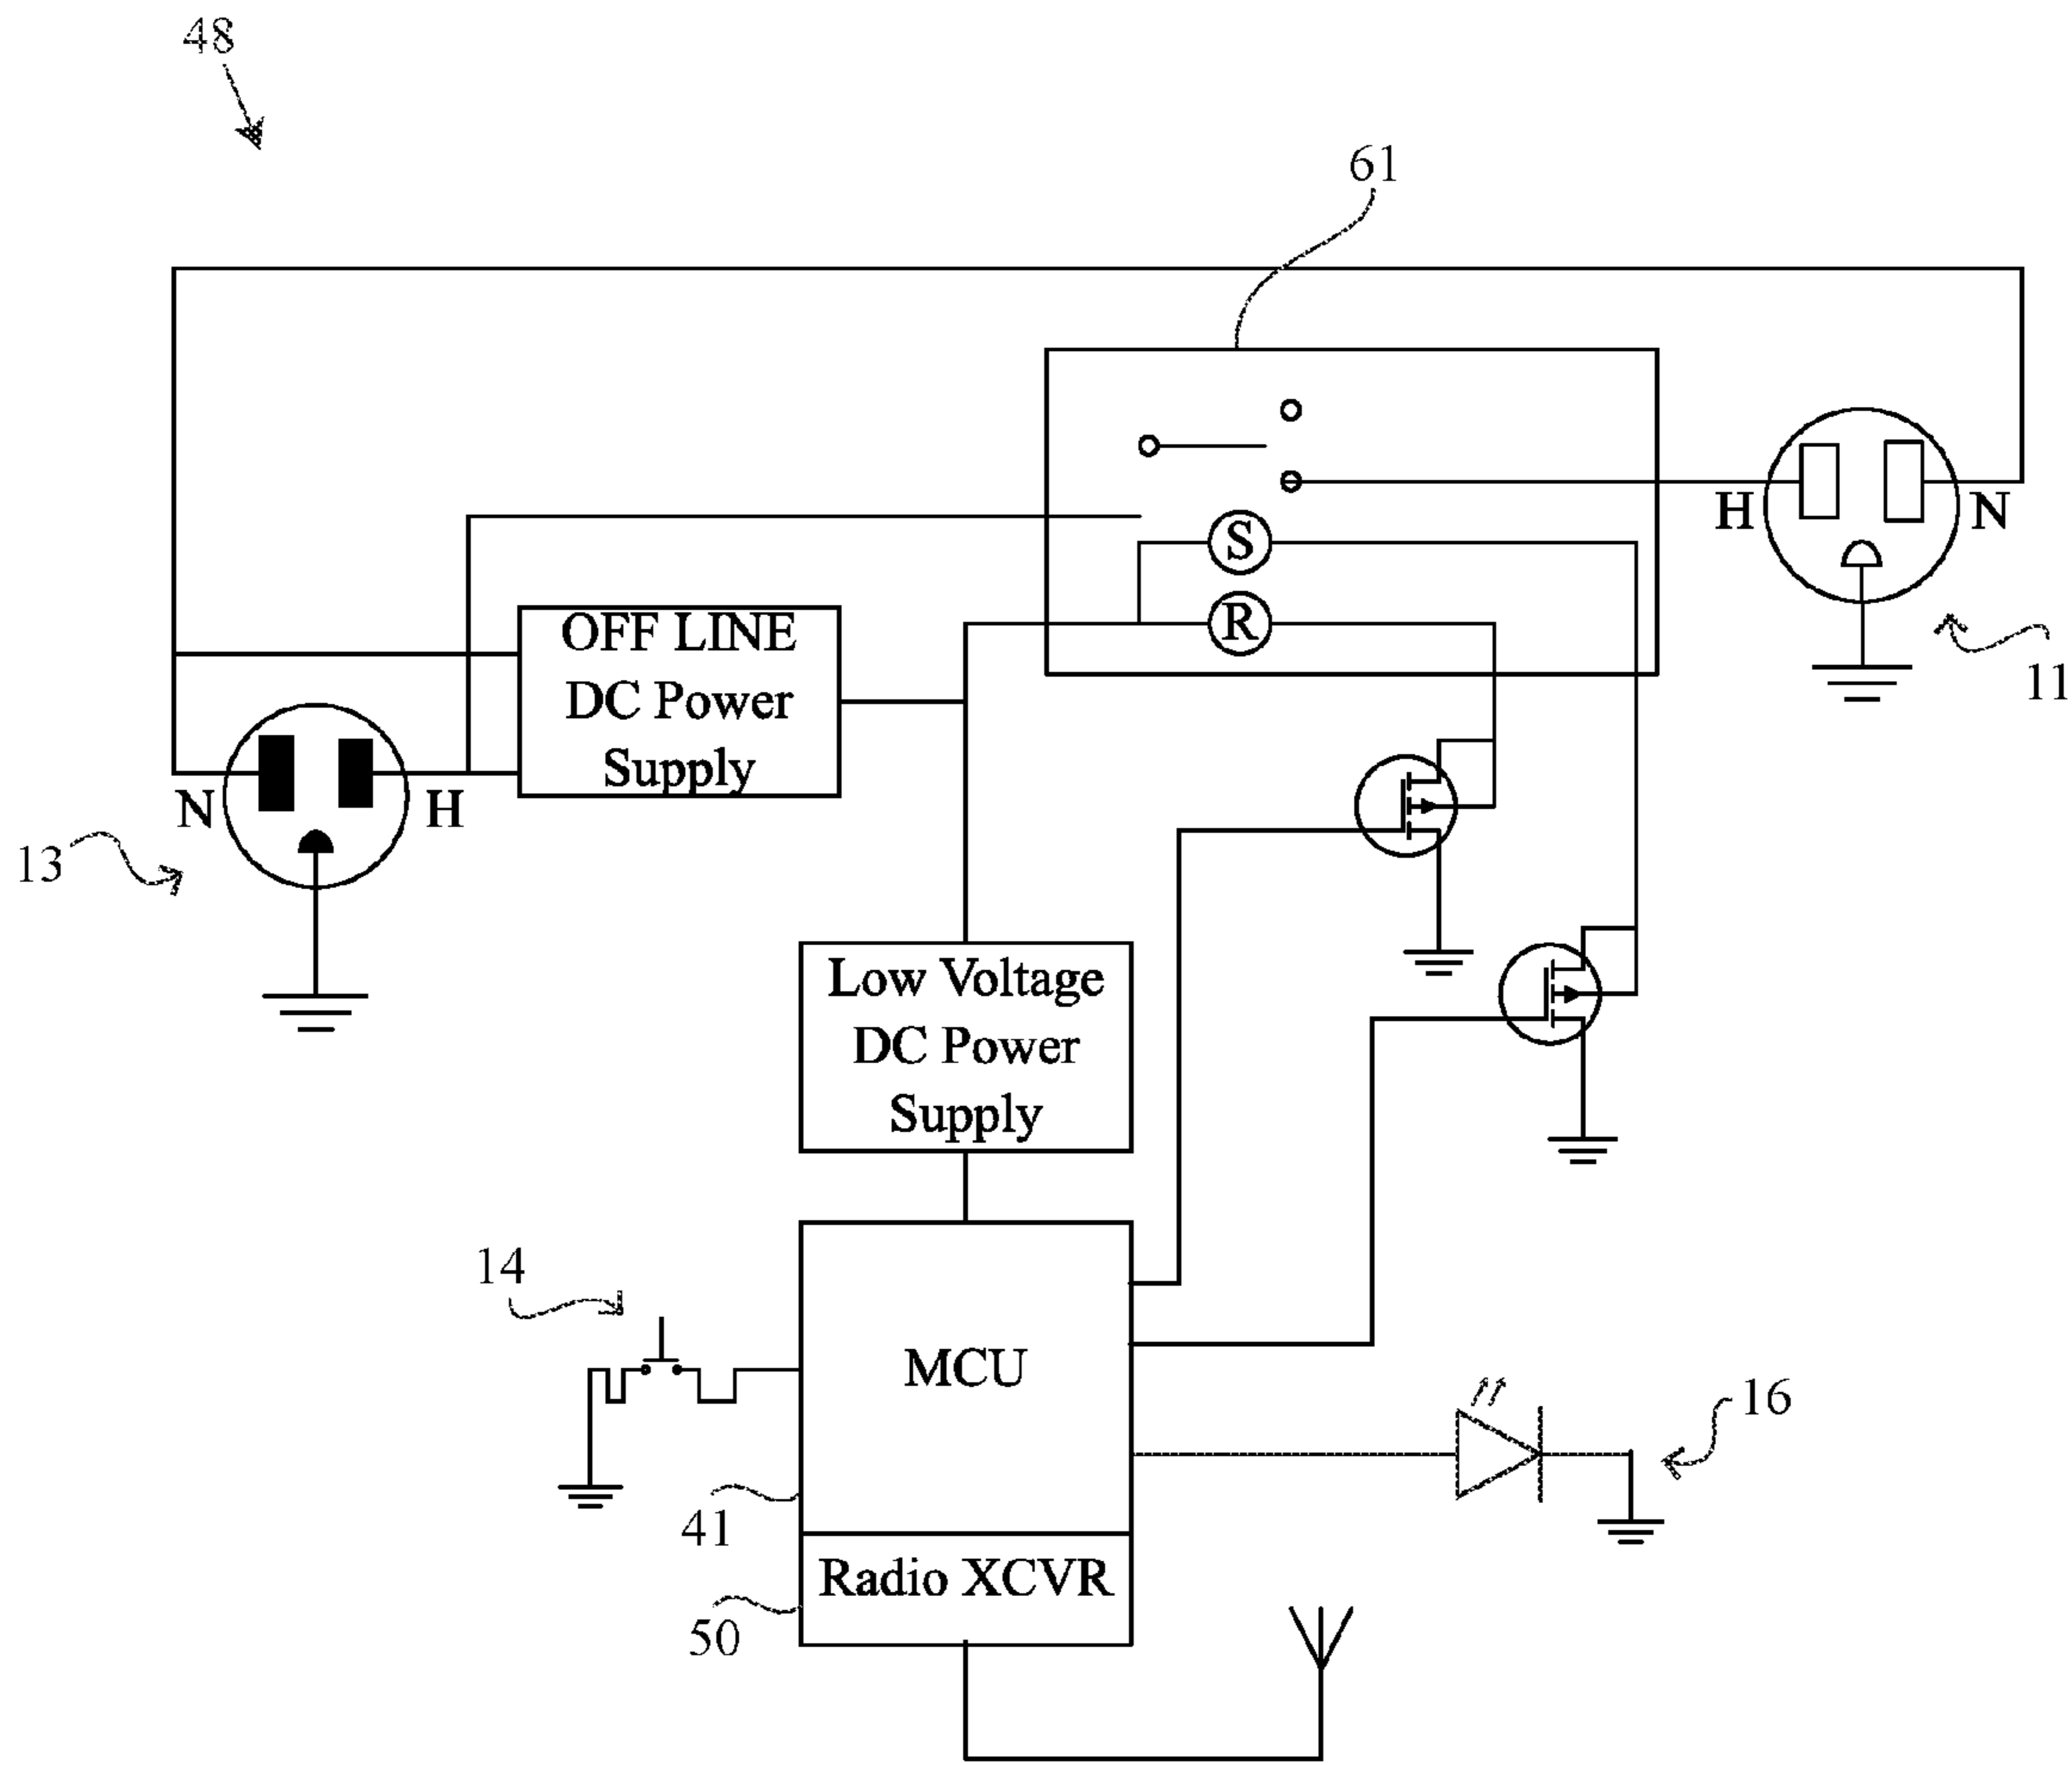 48
61
S
H
N
OFF LINE
DC Power
Supply
R
11
N
H
13
Low Voltage
DC Power
Supply
14
MCU
16
41
Radio XCVR
50